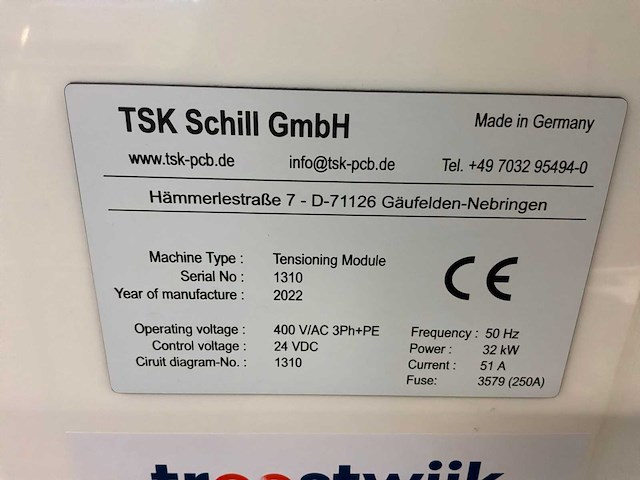 TSK Schill GmbH Made in Germany
www.tsk-pcb.de info@tsk-pcb.de Tel. +49 7032 95494-0
Hämmerlestraße 7 - D-71126 Gäufelden-Nebringen
Machine Type : Tensioning Module
Serial No : 1310
Year of manufacture : 2022
CE
Operating voltage : 400 V/AC 3Ph+PE
Control voltage : 24 VDC
Ciruit diagram-No. : 1310
Frequency : 50 Hz
Power : 32 kW
Current : 51 A
Fuse: 3579 (250A)
troostwijk